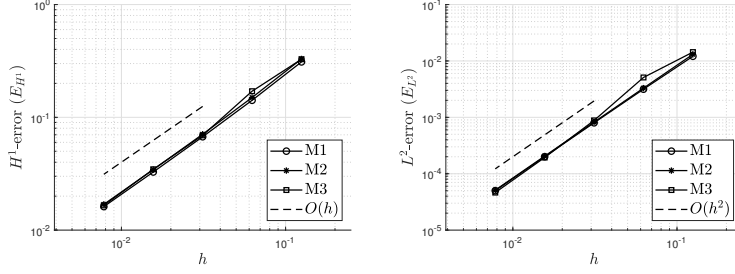 10^0
10^-1
10^-2
H^1-error (E_{H^1})
10^-2
10^-1
h
M1
M2
M3
O(h)
10^-1
10^-2
10^-3
10^-4
10^-5
L^2-error (E_{L^2})
10^-2
10^-1
h
M1
M2
M3
O(h^2)